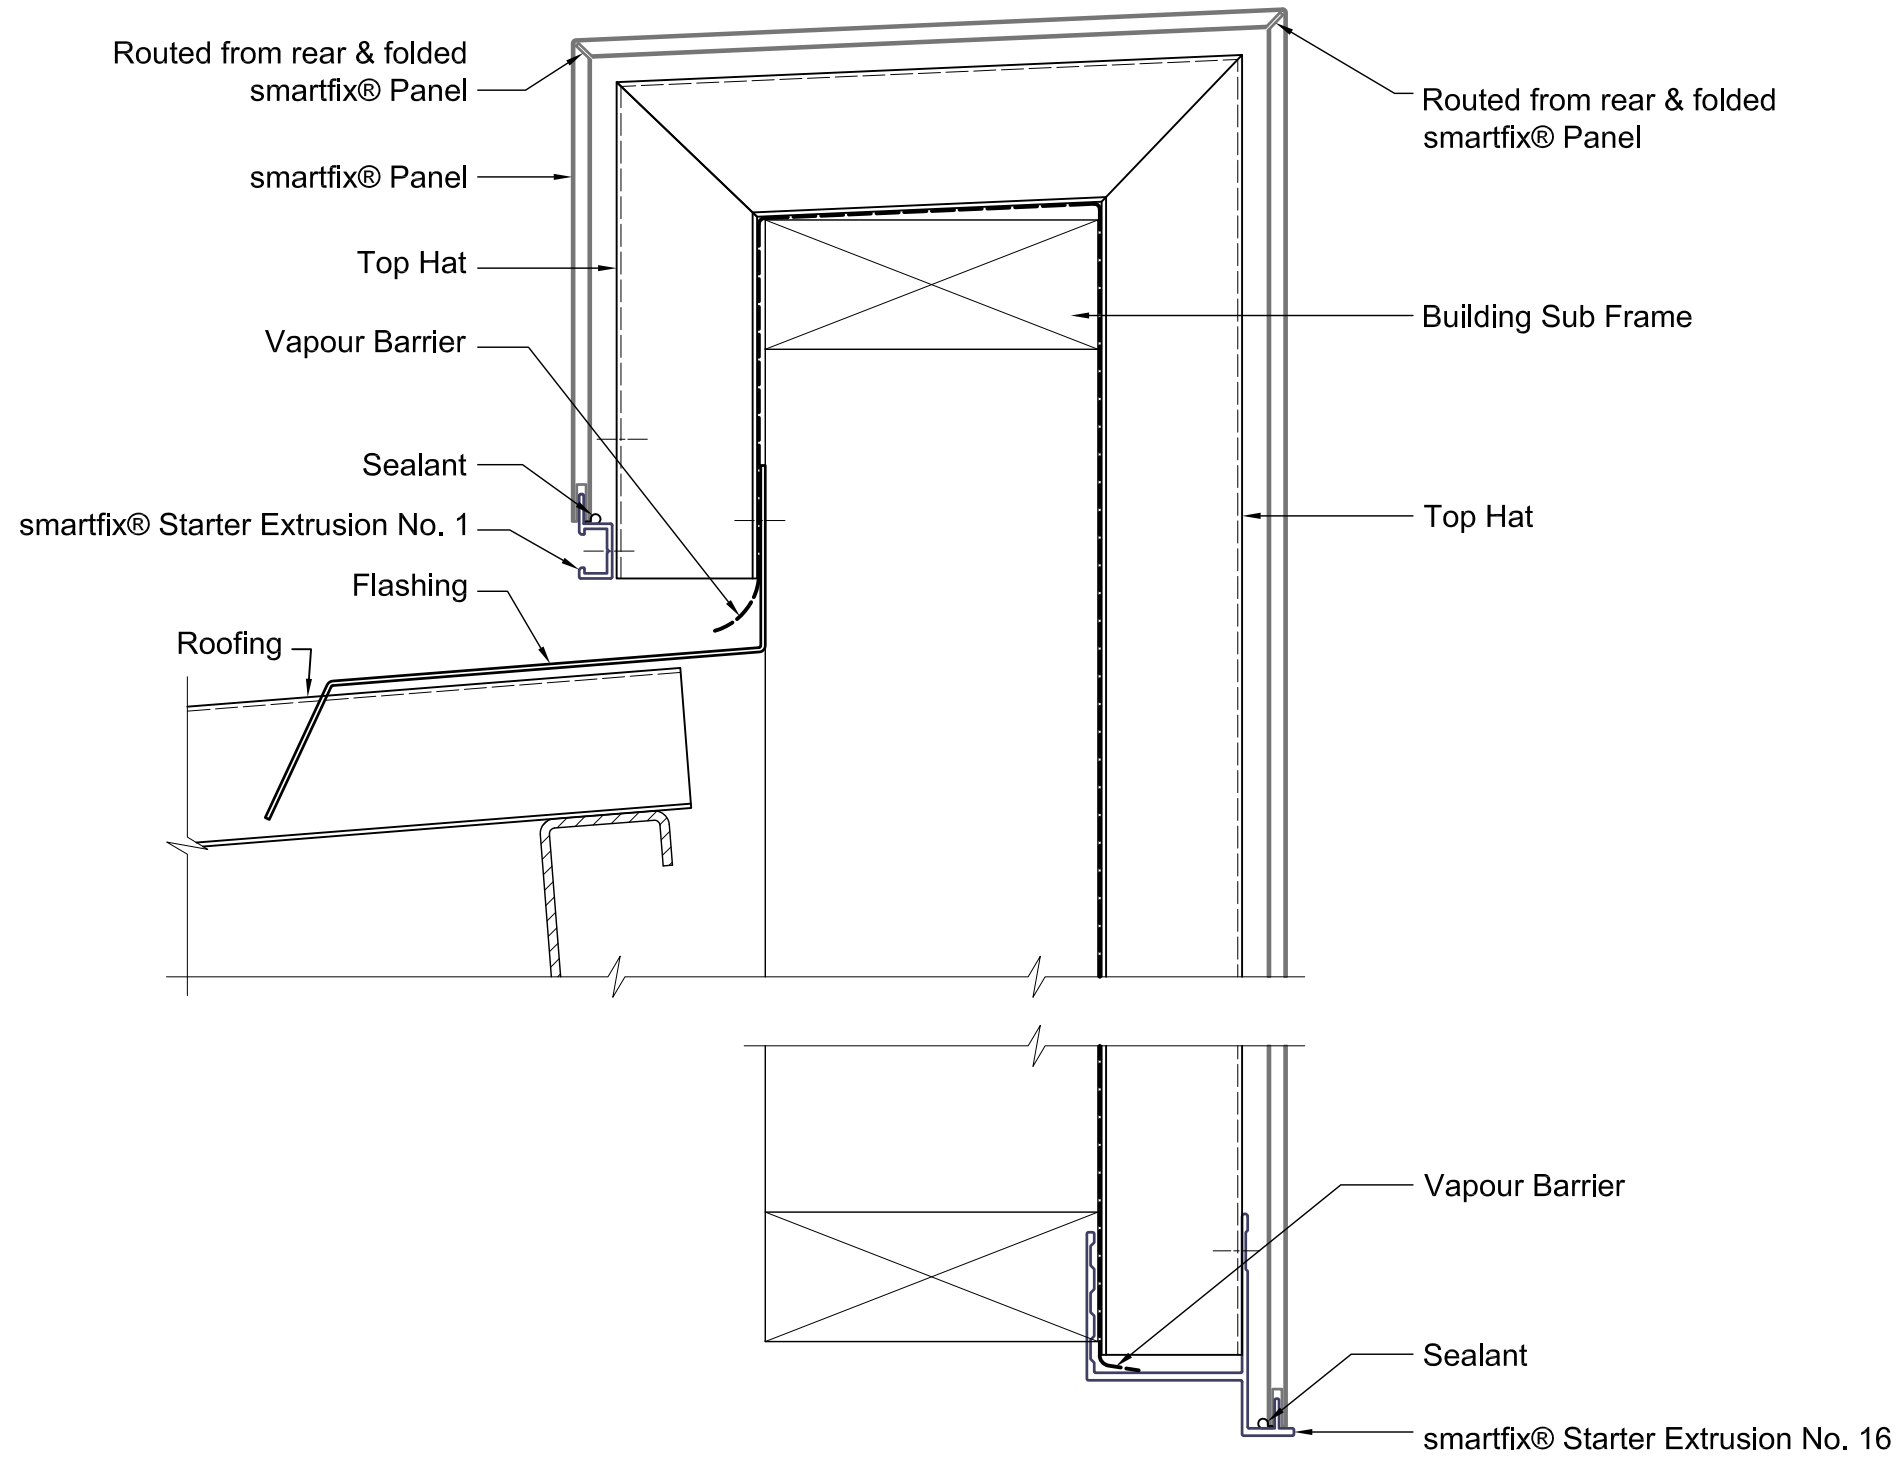 Routed from rear & folded
smartfix® Panel
smartfix® Panel
Top Hat
Vapour Barrier
Sealant
smartfix® Starter Extrusion No. 1
Flashing
Roofing
Routed from rear & folded
smartfix® Panel
Building Sub Frame
Top Hat
Vapour Barrier
Sealant
smartfix® Starter Extrusion No. 16